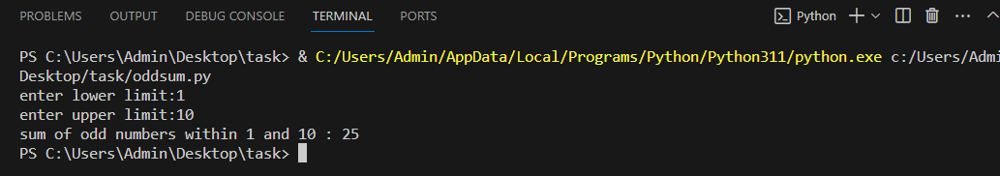 PROBLEMS OUTPUT DEBUG CONSOLE TERMINAL PORTS Python
PS C:\Users\Admin\Desktop\task> & C:/Users/Admin/AppData/Local/Programs/Python/Python311/python.exe c:/Users/Admi
Desktop/task/oddsum.py
enter lower limit:1
enter upper limit:10
sum of odd numbers within 1 and 10 : 25
PS C:\Users\Admin\Desktop\task>